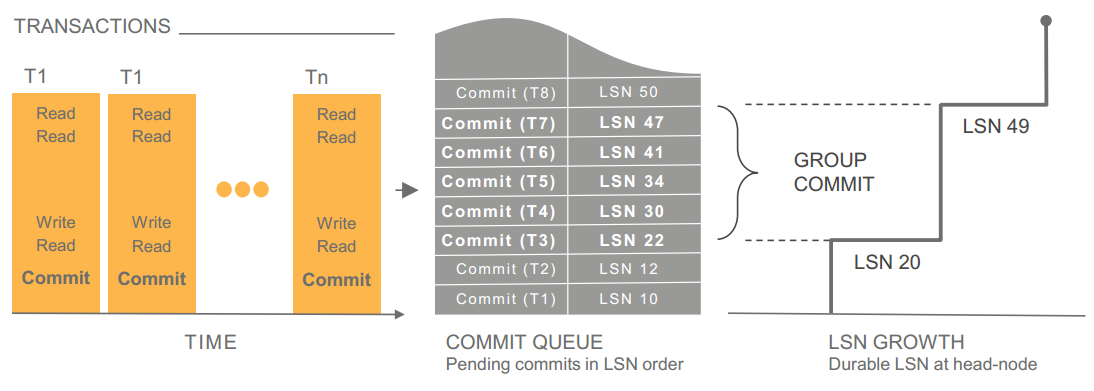 TRANSACTIONS
T1
Read
Read
Write
Read
Commit
T1
Read
Read
Write
Read
Commit
Tn
Read
Read
Write
Read
Commit
TIME
Commit (T8) LSN 50
Commit (T7) LSN 47
Commit (T6) LSN 41
Commit (T5) LSN 34
Commit (T4) LSN 30
Commit (T3) LSN 22
Commit (T2) LSN 12
Commit (T1) LSN 10
COMMIT QUEUE
Pending commits in LSN order
GROUP
COMMIT
LSN 49
LSN 20
LSN GROWTH
Durable LSN at head-node